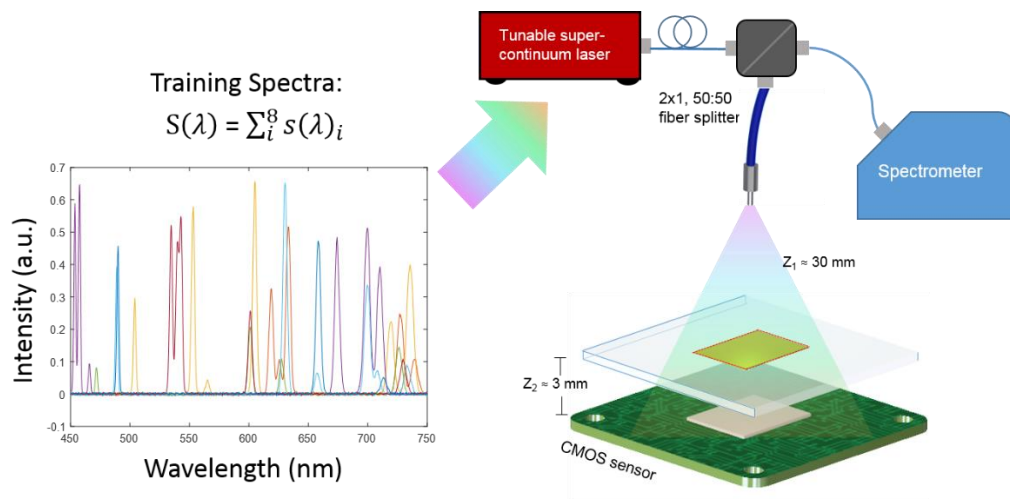 Training Spectra:
S(λ) = ∑⁸ᵢ s(λ)ᵢ
Intensity (a.u.)
0.7
0.6
0.5
0.4
0.3
0.2
0.1
0
-0.1
450
500
550
600
650
700
750
Wavelength (nm)
Tunable super-
continuum laser
2x1, 50:50
fiber splitter
Spectrometer
Z₁ ≈ 30 mm
Z₂ ≈ 3 mm
CMOS sensor